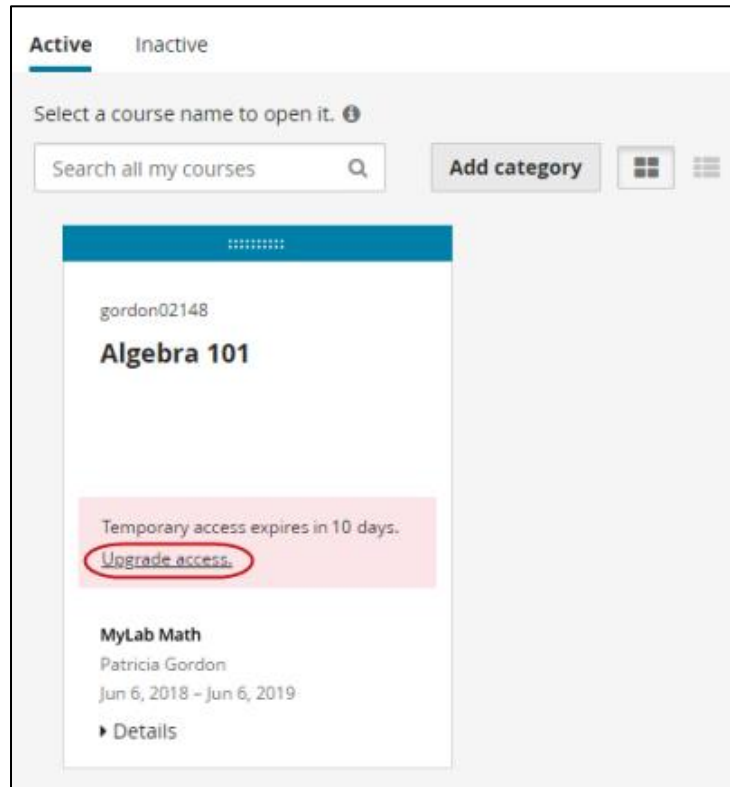 Active Inactive
Select a course name to open it.
Search all my courses Add category
gordon02148
Algebra 101
Temporary access expires in 10 days.
Upgrade access.
MyLab Math
Patricia Gordon
Jun 6, 2018 – Jun 6, 2019
Details